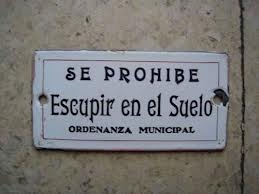 SE PROHIBE
Escupir en el Suelo
ORDENANZA MUNICIPAL